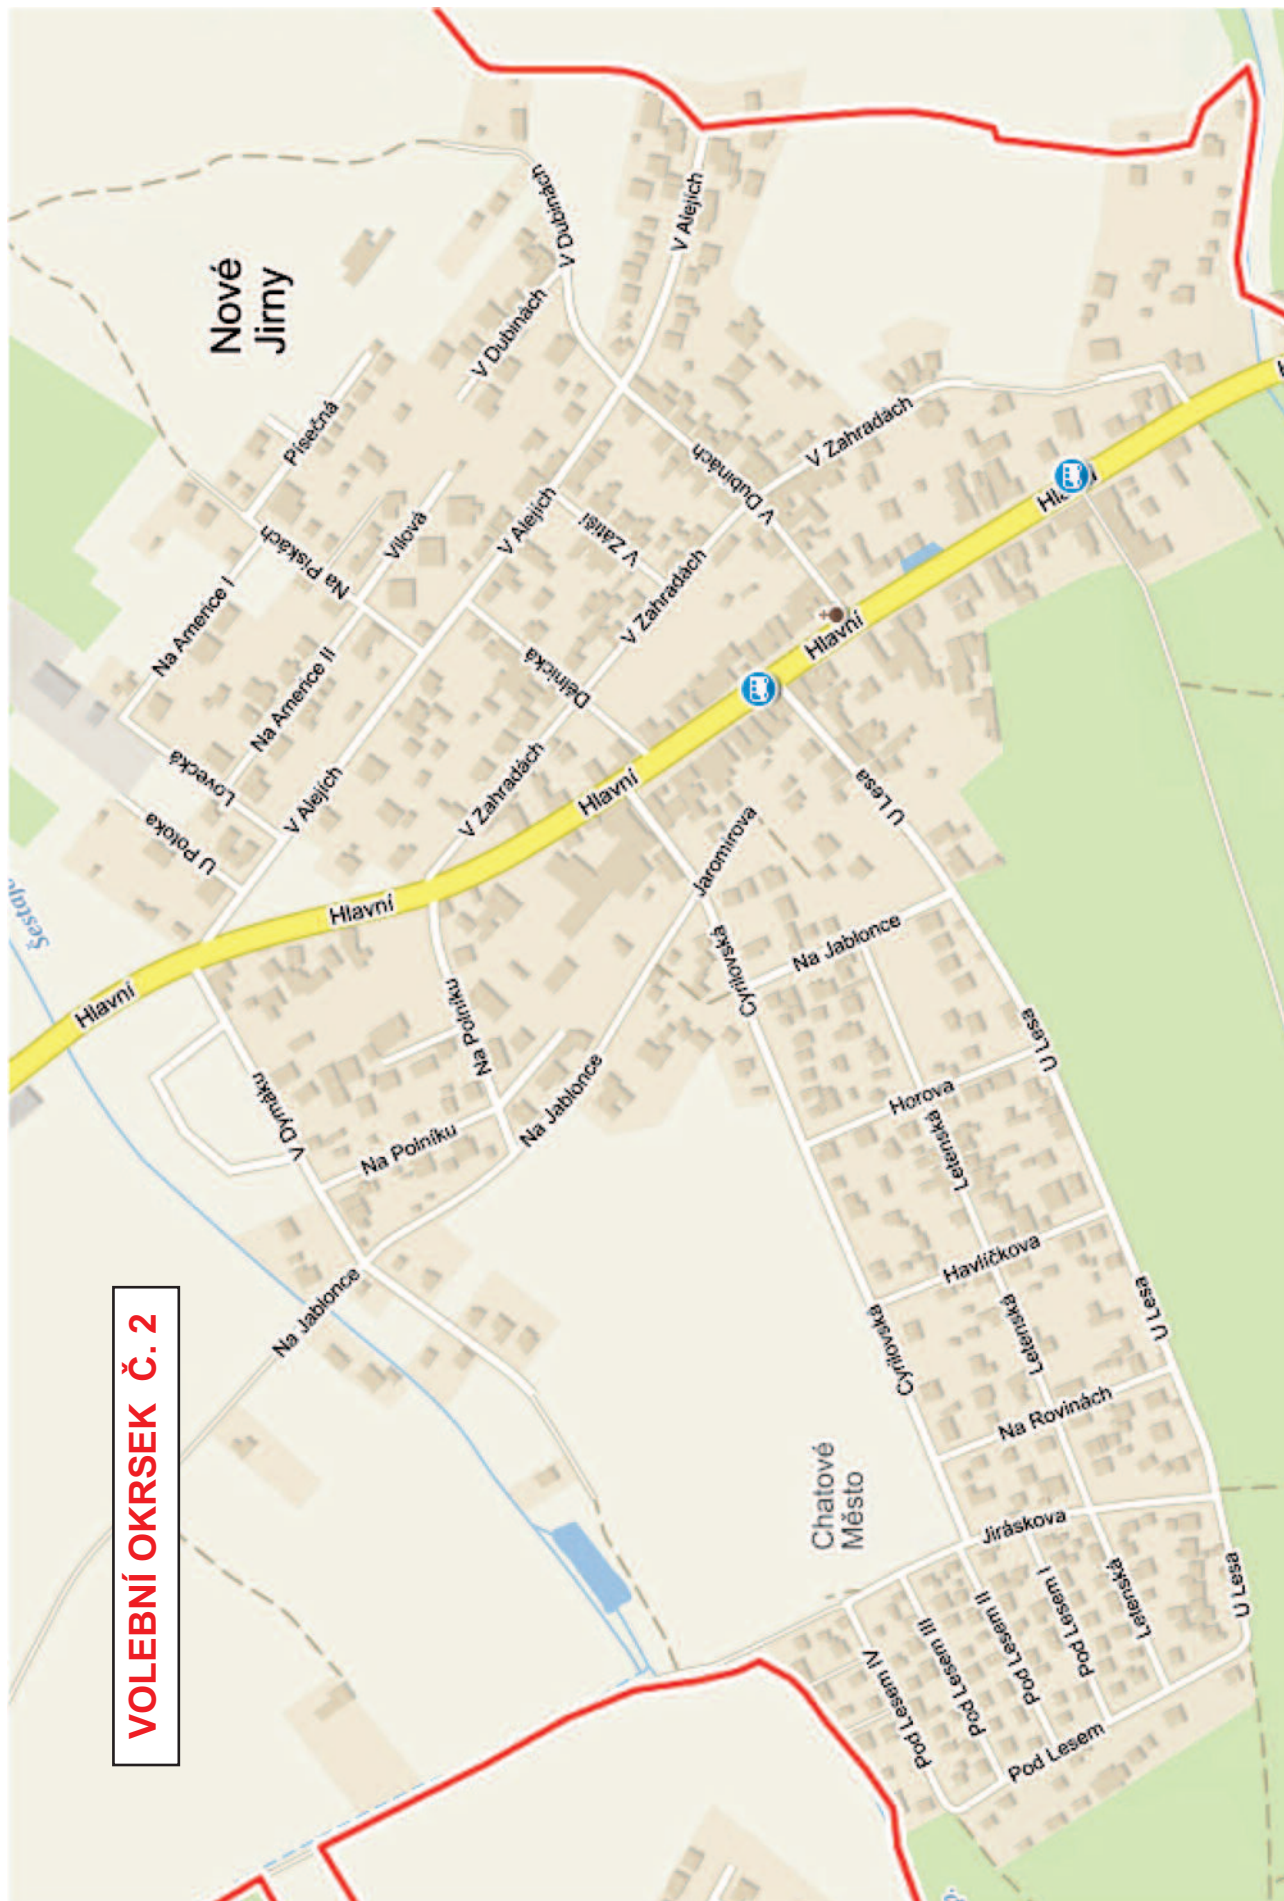 VOLEBNÍ OKRSEK Č. 2
Nové
Jirny
Chatové
Město
Hlavní
Hlavní
Hlavní
Hlavní
V Dubinách
V Dubinách
V Dubinách
V Dubinách
V Alejích
V Alejích
V Alejích
Písečná
Na Pískách
Vilová
V Zátiší
V Zahradách
V Zahradách
V Zahradách
Na Americe I
Na Americe II
Dělnická
Lovecká
U Potoka
V Dymáku
Na Polníku
Na Polníku
Na Jablonce
Na Jablonce
Na Jablonce
Jaromírova
Cyrilovská
Cyrilovská
U Lesa
U Lesa
U Lesa
U Lesa
Horova
Letenská
Letenská
Letenská
Havlíčkova
Na Rovinách
Jiráskova
Pod Lesem I
Pod Lesem II
Pod Lesem III
Pod Lesem IV
Pod Lesem